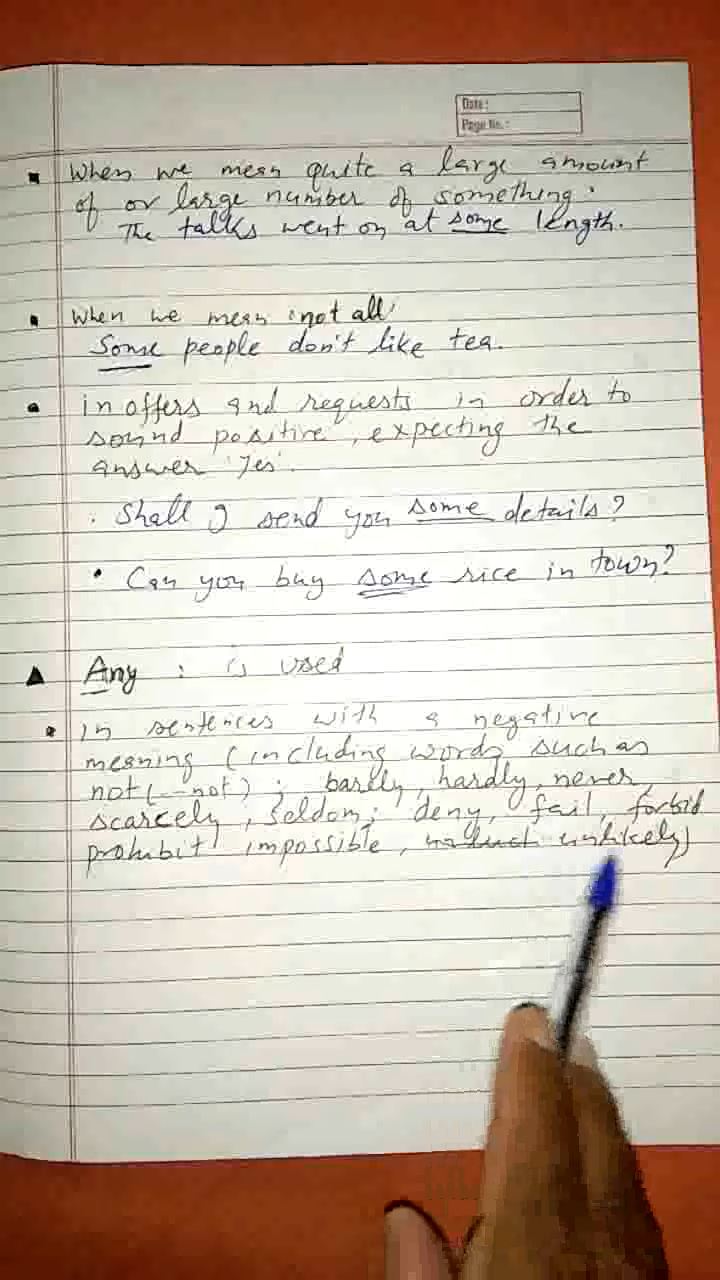 Date:
Page No.:
When we mean quite a large amount
of or large number of something.
The talks went on at some length.
When we mean 'not all'
Some people don't like tea.
in offers and requests in order to
sound positive, expecting the
answer 'Yes'.
. Shall I send you some details?
• Can you buy some rice in town?
▲ Any : is used
• in sentences with a negative
meaning (including words such as
not (--not) ; barely, hardly, never,
scarcely, seldom; deny, fail, forbid
prohibit impossible, unlikely)